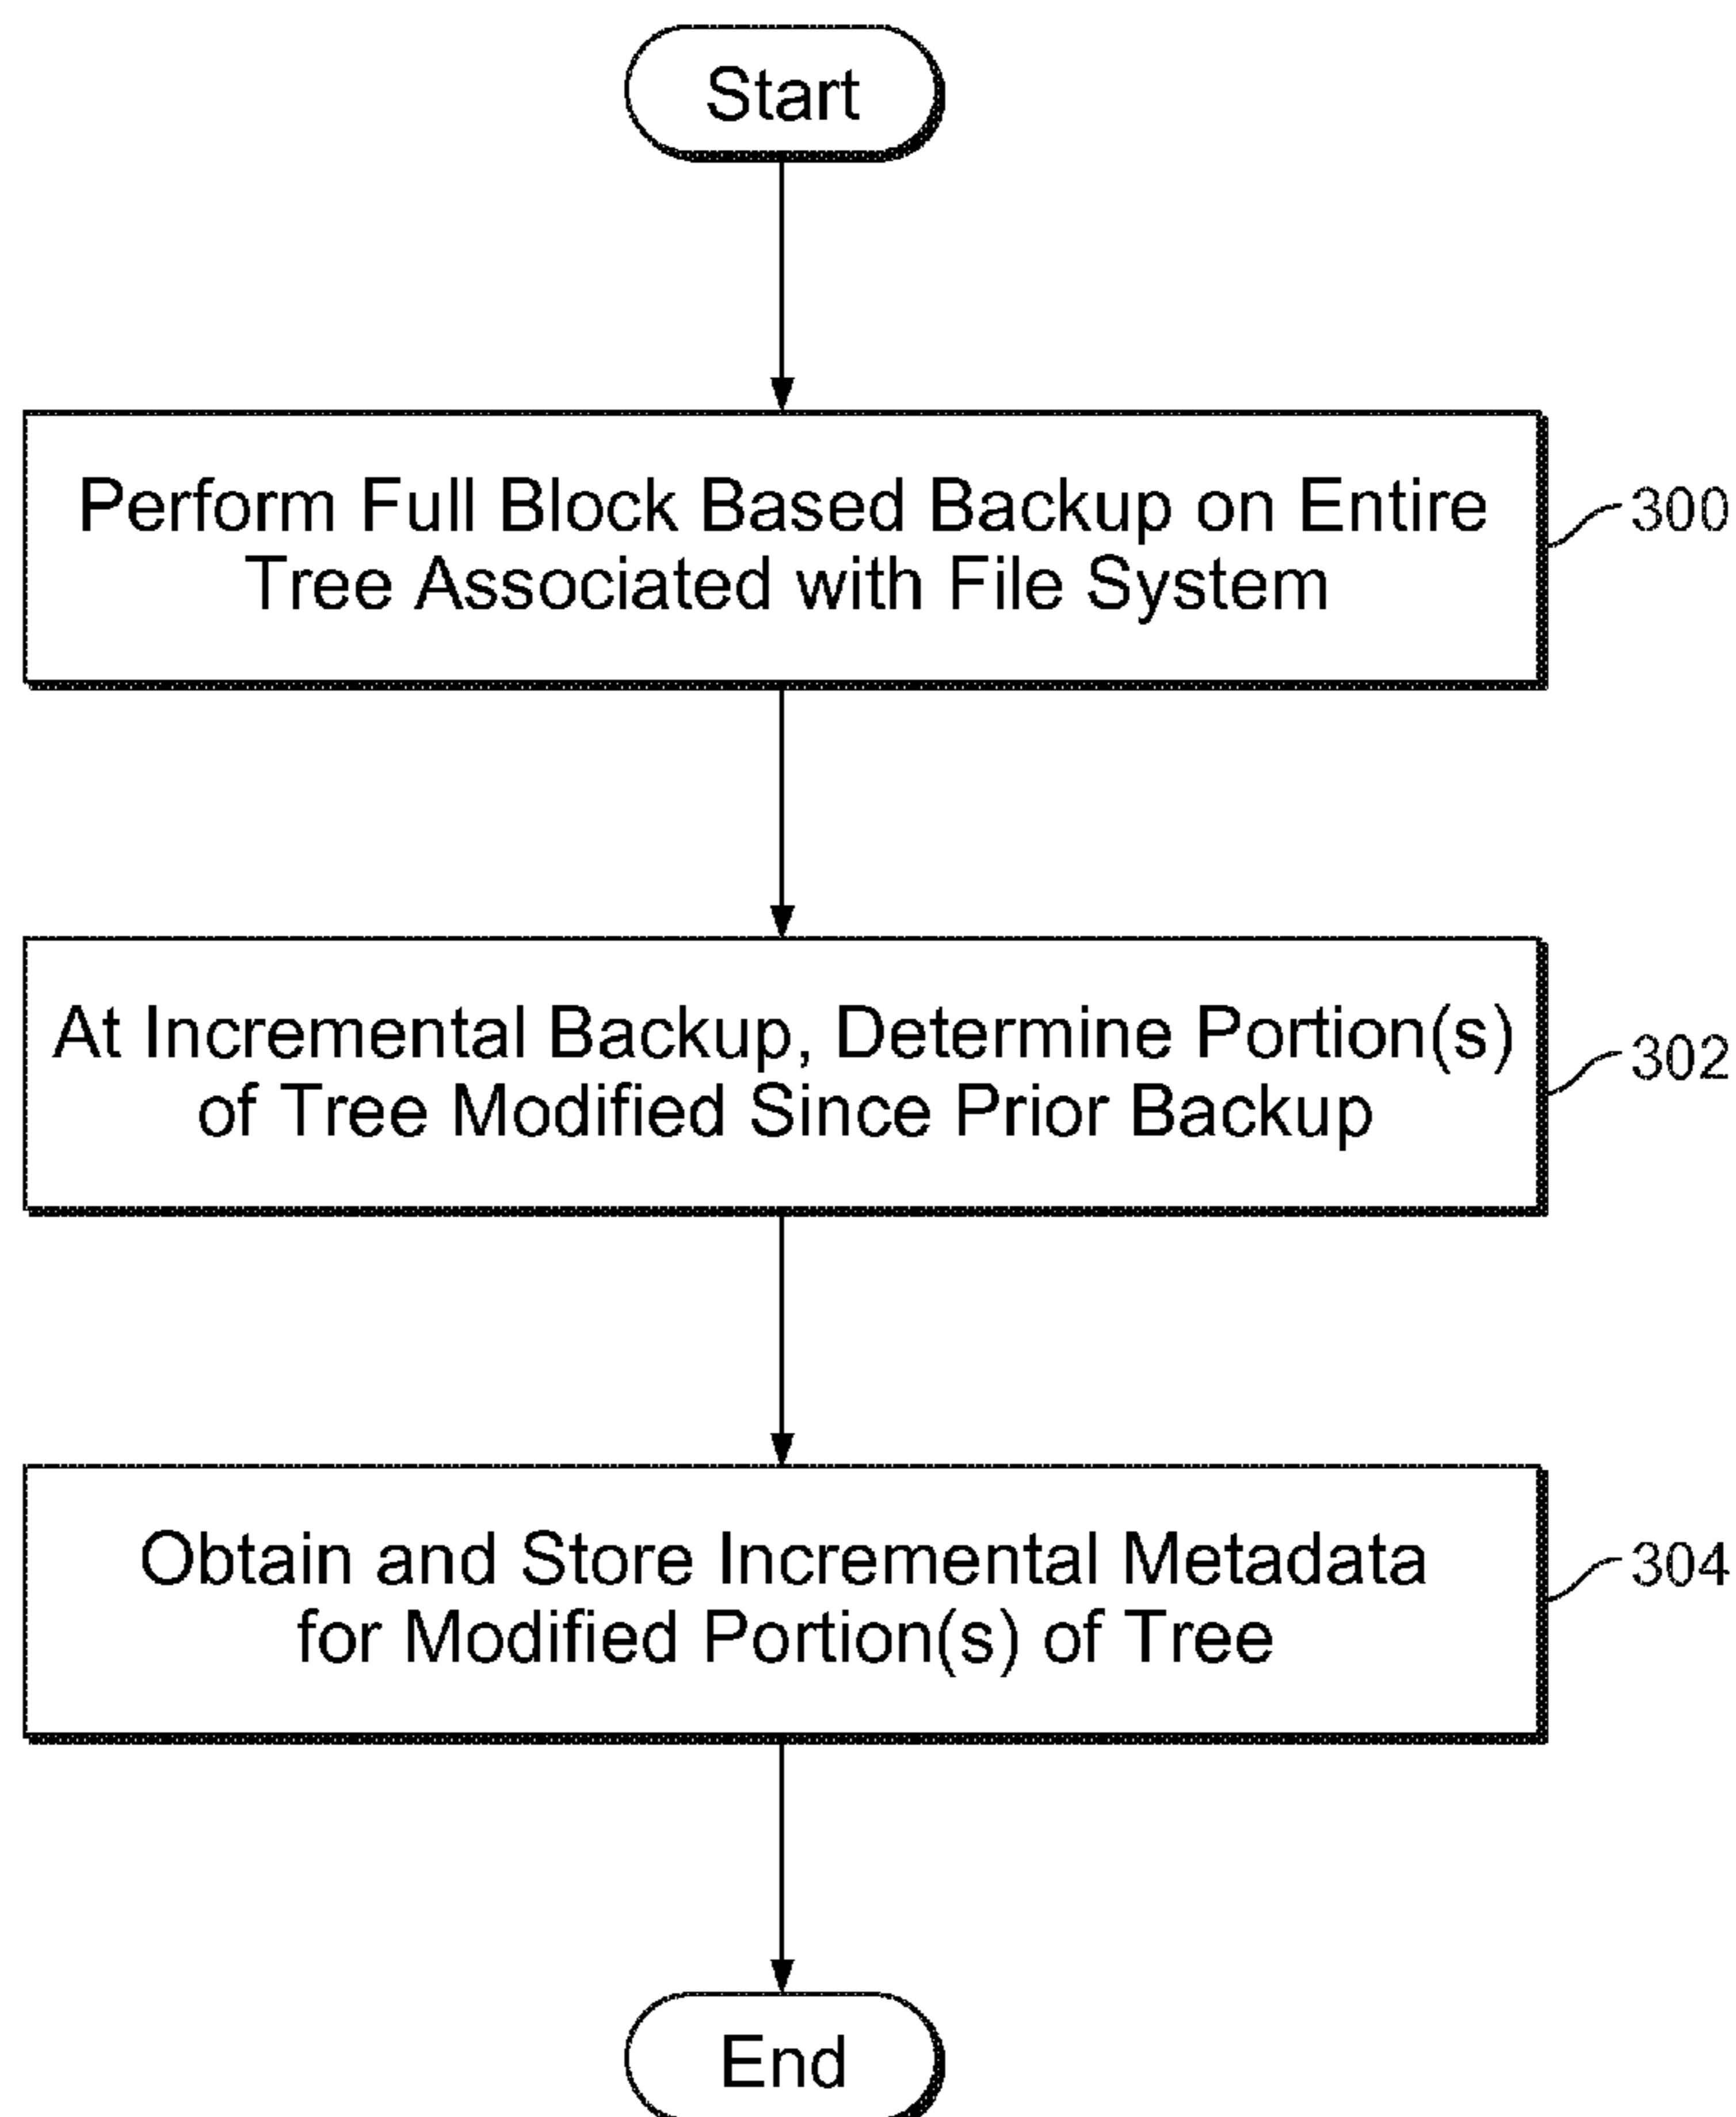 Start
Perform Full Block Based Backup on Entire
Tree Associated with File System
300
At Incremental Backup, Determine Portion(s)
of Tree Modified Since Prior Backup
302
Obtain and Store Incremental Metadata
for Modified Portion(s) of Tree
304
End